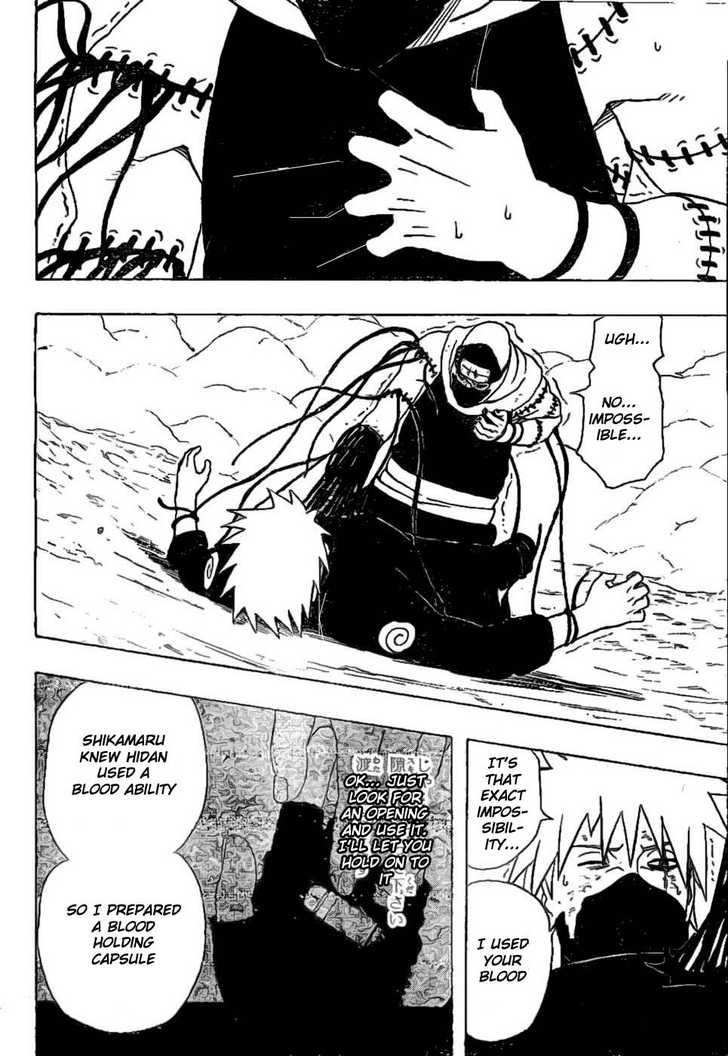 UGH...
NO...
IMPOSS-
IBLE...
IT'S
THAT
EXACT
IMPOS-
SIBIL-
ITY...
I USED
YOUR
BLOOD
OK... JUST
LOOK FOR
AN OPENING
AND USE IT.
I'LL LET YOU
HOLD ON TO
IT
SHIKAMARU
KNEW HIDAN
USED A
BLOOD ABILITY
SO I PREPARED
A BLOOD
HOLDING
CAPSULE